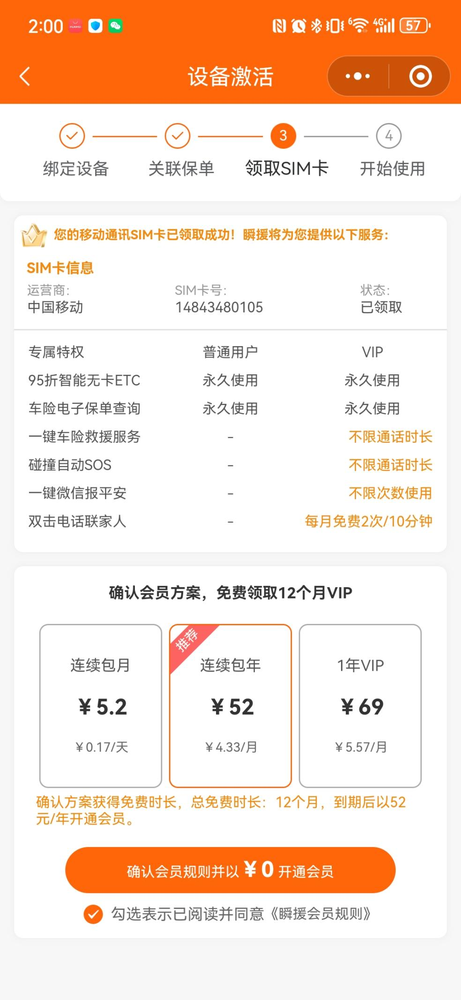 2:00
HUAWEI
6
4G+
57
设备激活
3
4
绑定设备
关联保单
领取SIM卡
开始使用
您的移动通讯SIM卡已领取成功！瞬援将为您提供以下服务：
SIM卡信息
运营商：
SIM卡号：
状态：
中国移动
14843480105
已领取
专属特权
普通用户
VIP
95折智能无卡ETC
永久使用
永久使用
车险电子保单查询
永久使用
永久使用
一键车险救援服务
-
不限通话时长
碰撞自动SOS
-
不限通话时长
一键微信报平安
-
不限次数使用
双击电话联家人
-
每月免费2次/10分钟
确认会员方案，免费领取12个月VIP
连续包月
¥5.2
¥0.17/天
推荐
连续包年
¥52
¥4.33/月
1年VIP
¥69
¥5.57/月
确认方案获得免费时长，总免费时长：12个月，到期后以52
元/年开通会员。
确认会员规则并以¥0开通会员
勾选表示已阅读并同意《瞬援会员规则》